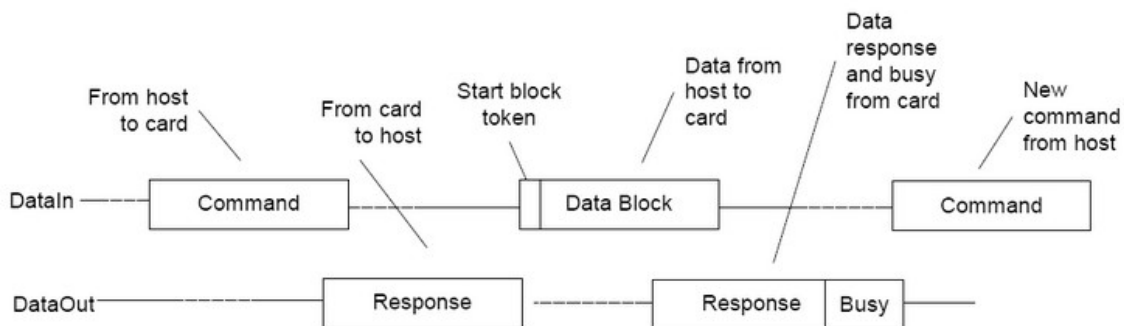 From host
to card
From card
to host
Start block
token
Data from
host to
card
Data
response
and busy
from card
New
command
from host
DataIn
Command
Data Block
Command
DataOut
Response
Response
Busy